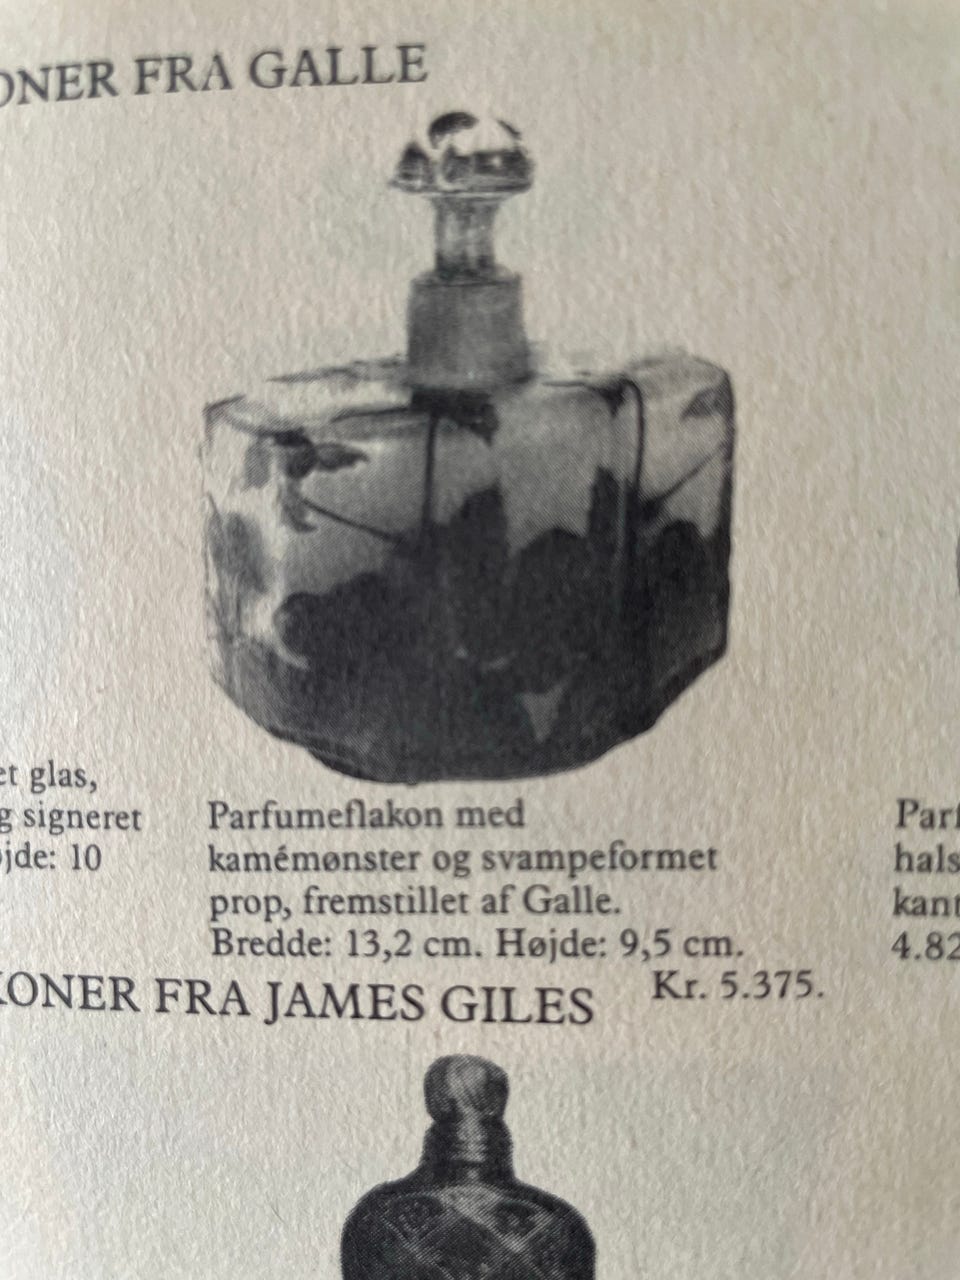 ONER FRA GALLE
et glas,
g signeret
jde: 10
Parfumeflakon med
kamémønster og svampeformet
prop, fremstillet af Galle.
Bredde: 13,2 cm. Højde: 9,5 cm.
Kr. 5.375.
Parf
hals
kant
4.82
KONER FRA JAMES GILES